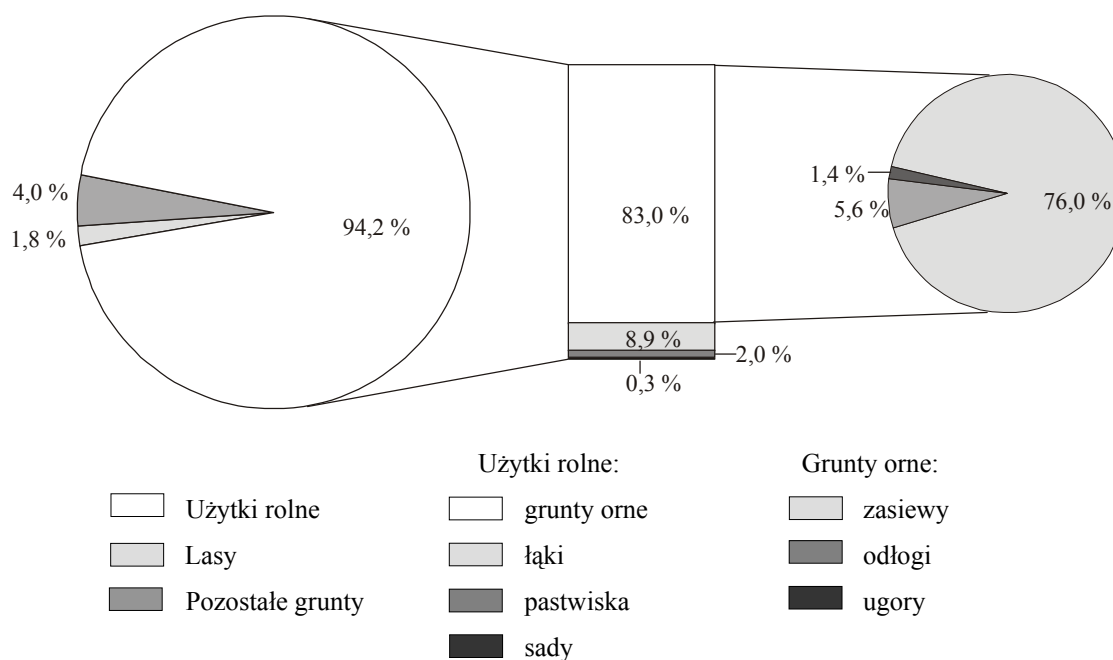 4,0 %
1,8 %
94,2 %
83,0 %
8,9 %
2,0 %
0,3 %
1,4 %
5,6 %
76,0 %
Użytki rolne
Lasy
Pozostałe grunty
Użytki rolne:
grunty orne
łąki
pastwiska
sady
Grunty orne:
zasiewy
odłogi
ugory